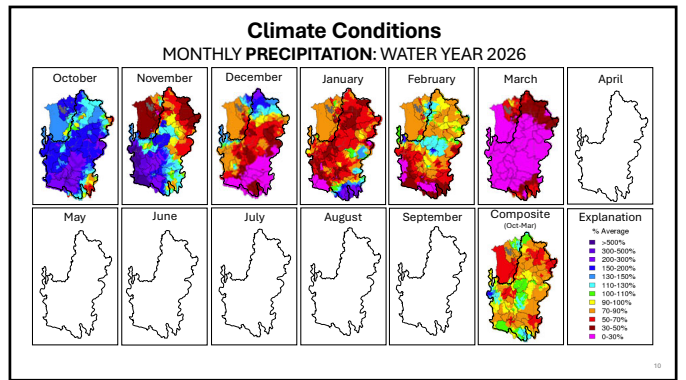 Climate Conditions
MONTHLY PRECIPITATION: WATER YEAR 2026
October
November
December
January
February
March
April
May
June
July
August
September
Composite
(Oct-Mar)
Explanation
% Average
>500%
300-500%
200-300%
150-200%
130-150%
110-130%
100-110%
90-100%
70-90%
50-70%
30-50%
0-30%
10